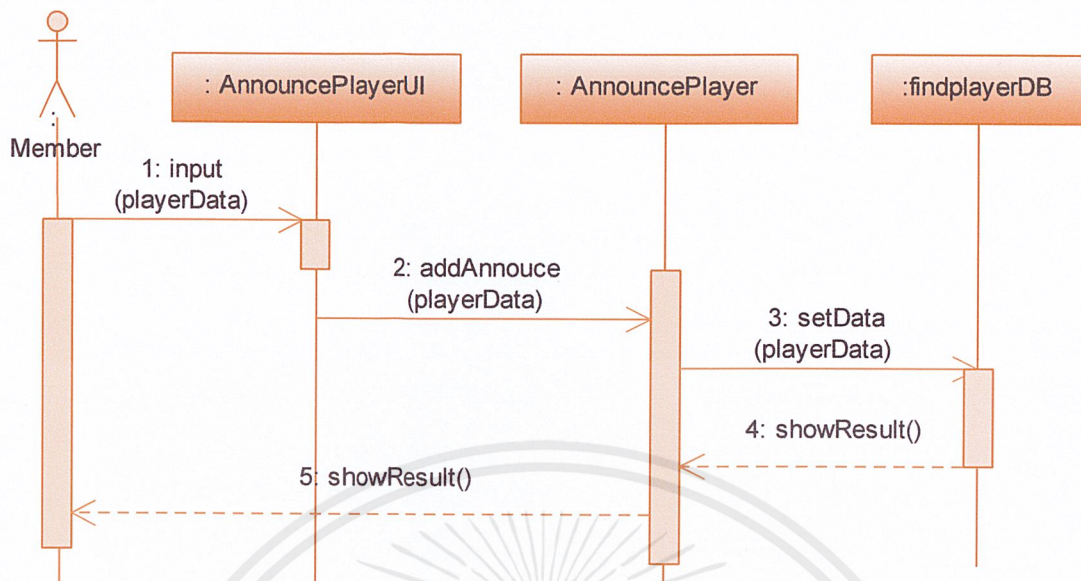 : AnnouncePlayerUI
: AnnouncePlayer
:findplayerDB
:
Member
1: input
(playerData)
2: addAnnouce
(playerData)
3: setData
(playerData)
4: showResult()
5: showResult()